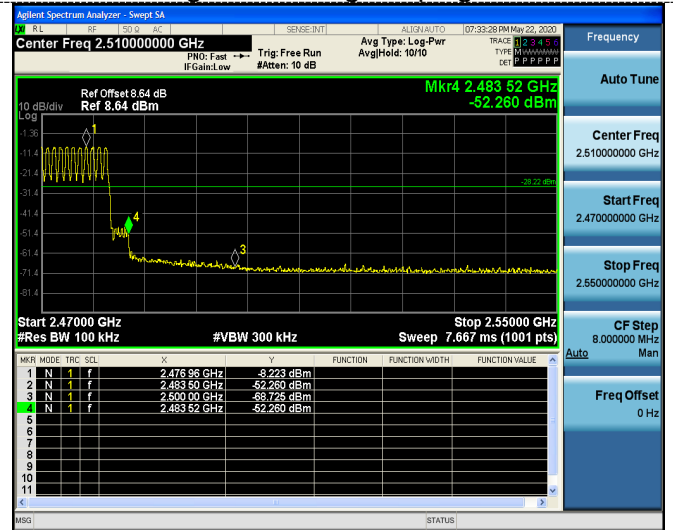 Agilent Spectrum Analyzer - Swept SA
LXI RL RF 50 Ω AC SENSE:INT ALIGN AUTO 07:33:28 PM May 22, 2020
Center Freq 2.510000000 GHz
PNO: Fast
IFGain:Low
Trig: Free Run
#Atten: 10 dB
Avg Type: Log-Pwr
Avg|Hold: 10/10
TRACE 1 2 3 4 5 6
TYPE M
DET P P P P P P
Ref Offset 8.64 dB
10 dB/div Ref 8.64 dBm
Log
Mkr4 2.483 52 GHz
-52.260 dBm
-1.36
-11.4
-21.4
-31.4
-41.4
-51.4
-61.4
-71.4
-81.4
1
4
3
-28.22 dBm
Start 2.47000 GHz Stop 2.55000 GHz
#Res BW 100 kHz #VBW 300 kHz Sweep 7.667 ms (1001 pts)
MKR MODE TRC SCL X Y FUNCTION FUNCTION WIDTH FUNCTION VALUE
1 N 1 f 2.476 96 GHz -8.223 dBm
2 N 1 f 2.483 50 GHz -52.260 dBm
3 N 1 f 2.500 00 GHz -68.725 dBm
4 N 1 f 2.483 52 GHz -52.260 dBm
5
6
7
8
9
10
11
MSG STATUS
Frequency
Auto Tune
Center Freq
2.510000000 GHz
Start Freq
2.470000000 GHz
Stop Freq
2.550000000 GHz
CF Step
8.000000 MHz
Auto Man
Freq Offset
0 Hz